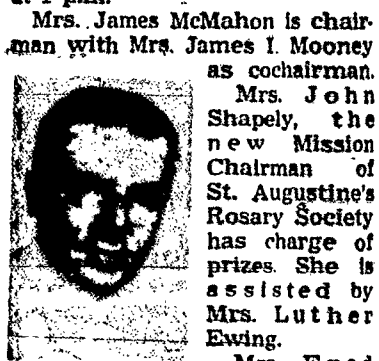 Mrs. James McMahon is chair-
man with Mrs. James I. Mooney
as cochairman.
Mrs. John
Shapely, the
new Mission
Chairman of
St. Augustine's
Rosary Society
has charge of
prizes. She is
assisted by
Mrs. Luther
Ewing.